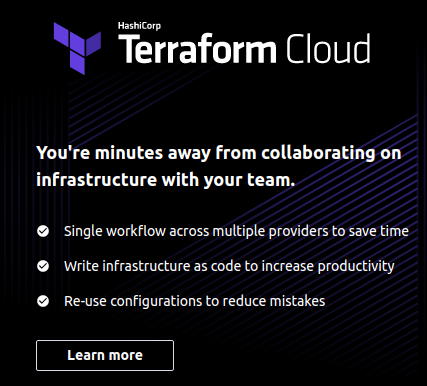 HashiCorp
Terraform Cloud
You're minutes away from collaborating on
infrastructure with your team.
Single workflow across multiple providers to save time
Write infrastructure as code to increase productivity
Re-use configurations to reduce mistakes
Learn more